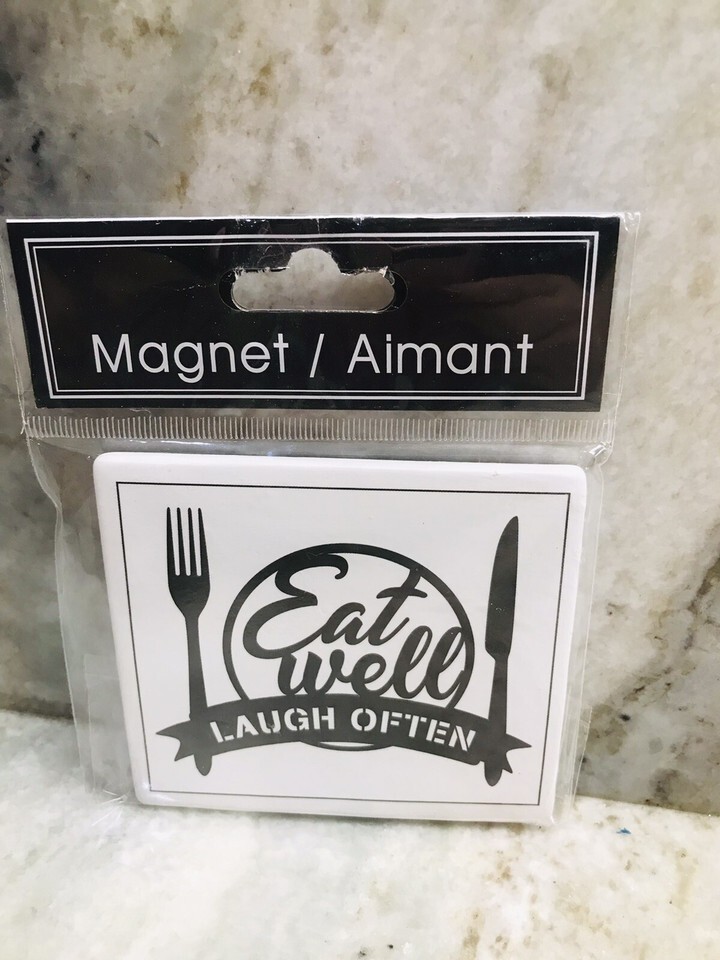 Magnet / Aimant
Eat
well
LAUGH OFTEN